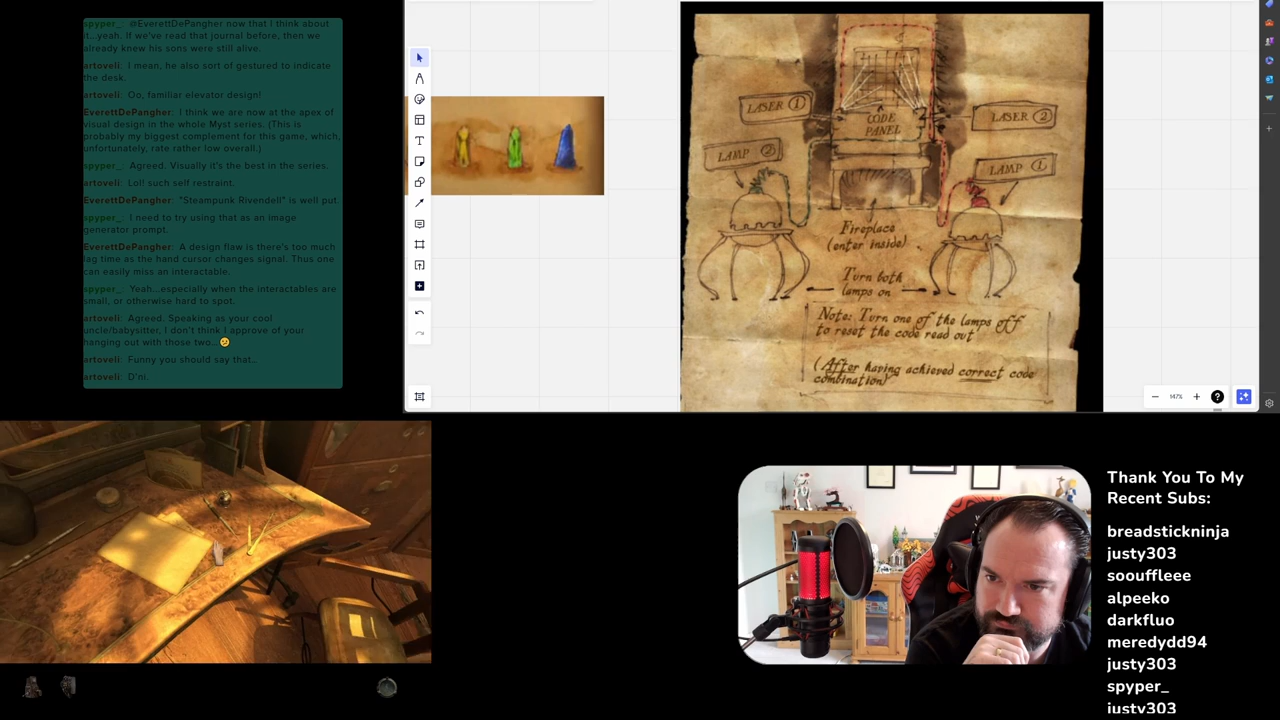 spyper_: @EverettDePangher now that I think about
it...yeah. If we've read that journal before, then we
already knew his sons were still alive.
artoveli: I mean, he also sort of gestured to indicate
the desk.
artoveli: Oo, familiar elevator design!
EverettDePangher: I think we are now at the apex of
visual design in the whole Myst series. (This is
probably my biggest complement for this game, which,
unfortunately, rate rather low overall.)
spyper_: Agreed. Visually it's the best in the series.
artoveli: Lol! such self restraint.
EverettDePangher: "Steampunk Rivendell" is well put.
spyper_: I need to try using that as an image
generator prompt.
EverettDePangher: A design flaw is there's too much
lag time as the hand cursor changes signal. Thus one
can easily miss an interactable.
spyper_: Yeah...especially when the interactables are
small, or otherwise hard to spot.
artoveli: Agreed. Speaking as your cool
uncle/babysitter, I don't think I approve of your
hanging out with those two...
artoveli: Funny you should say that...
artoveli: D'ni.
LASER 1
CODE
PANEL
LASER 2
LAMP 2
LAMP 1
Fireplace
(enter inside)
Turn both
lamps on
Note: Turn one of the lamps off
to reset the code read out
(After having achieved correct code
combination)
147%
Thank You To My
Recent Subs:
breadstickninja
justy303
soouffleee
alpeeko
darkfluo
meredydd94
justy303
spyper_
justy303